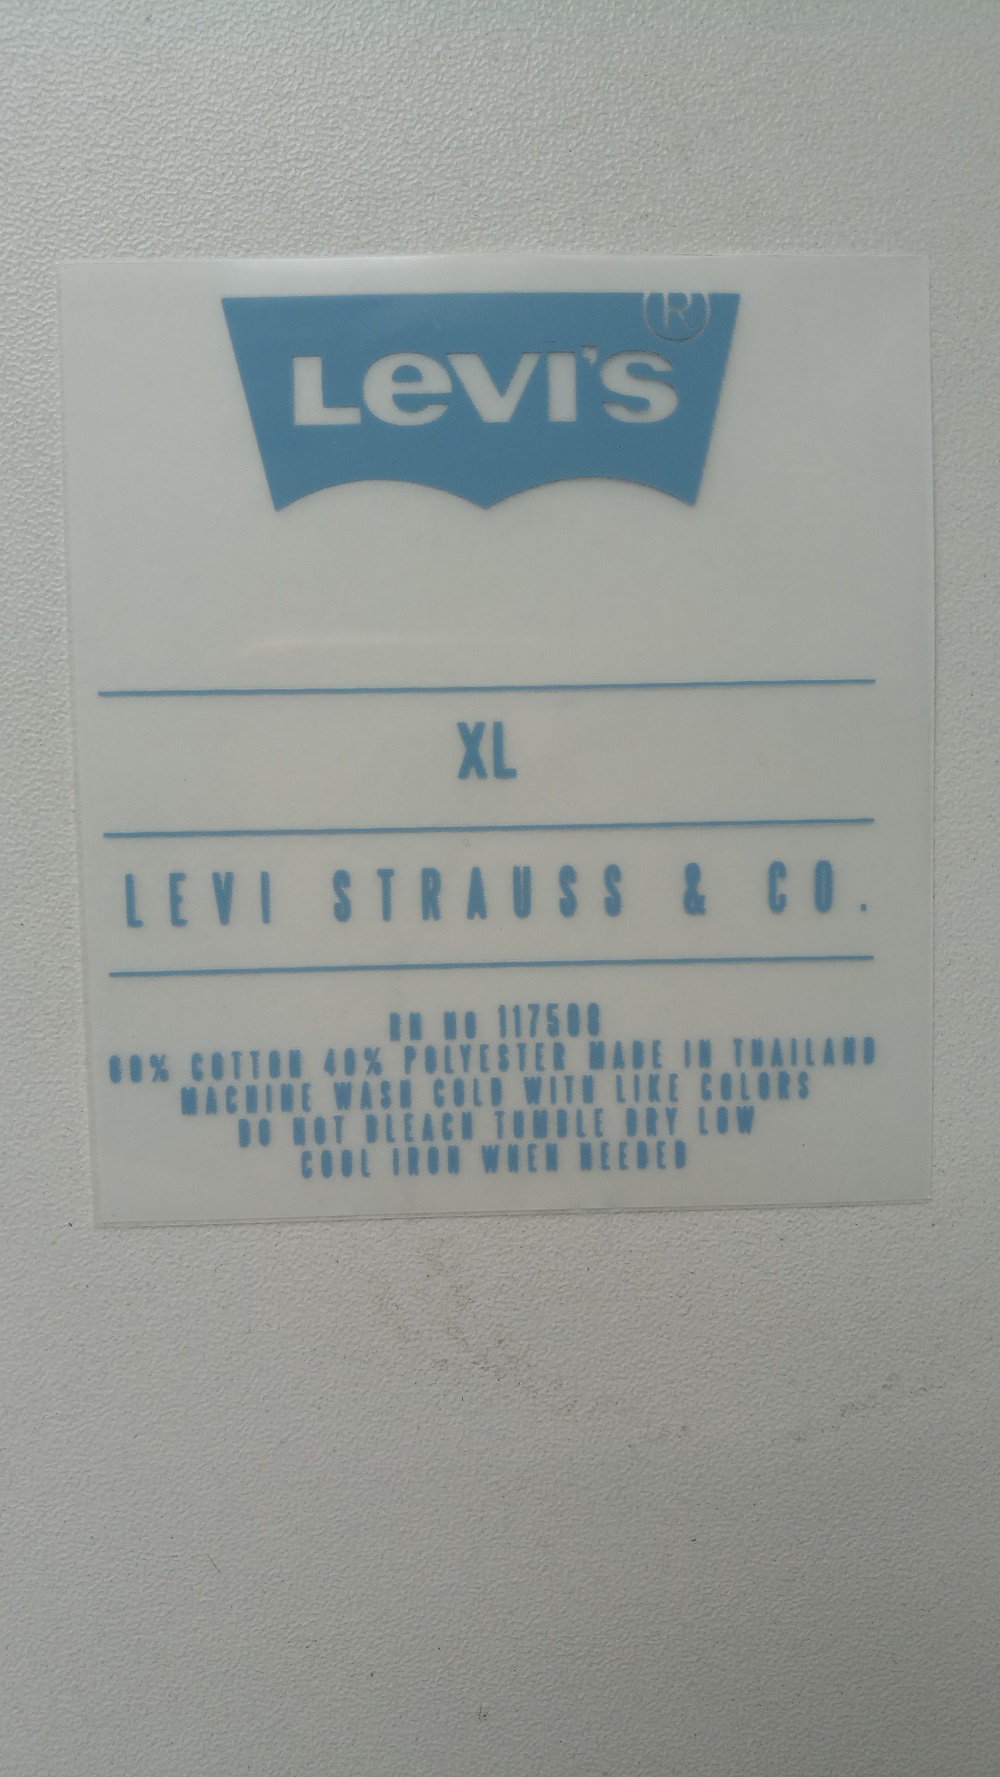 LEVI'S
®
XL
LEVI STRAUSS & CO.
RN NO 117500
60% COTTON 40% POLYESTER MADE IN THAILAND
MACHINE WASH COLD WITH LIKE COLORS
DO NOT BLEACH TUMBLE DRY LOW
COOL IRON WHEN NEEDED